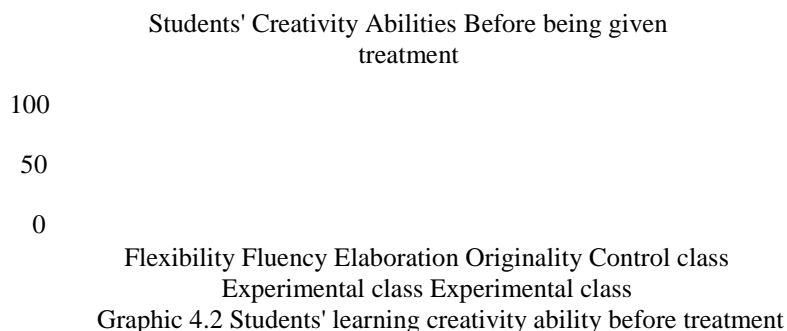 Students' Creativity Abilities Before being given
treatment
100
50
0
Flexibility Fluency Elaboration Originality Control class
Experimental class Experimental class
Graphic 4.2 Students' learning creativity ability before treatment